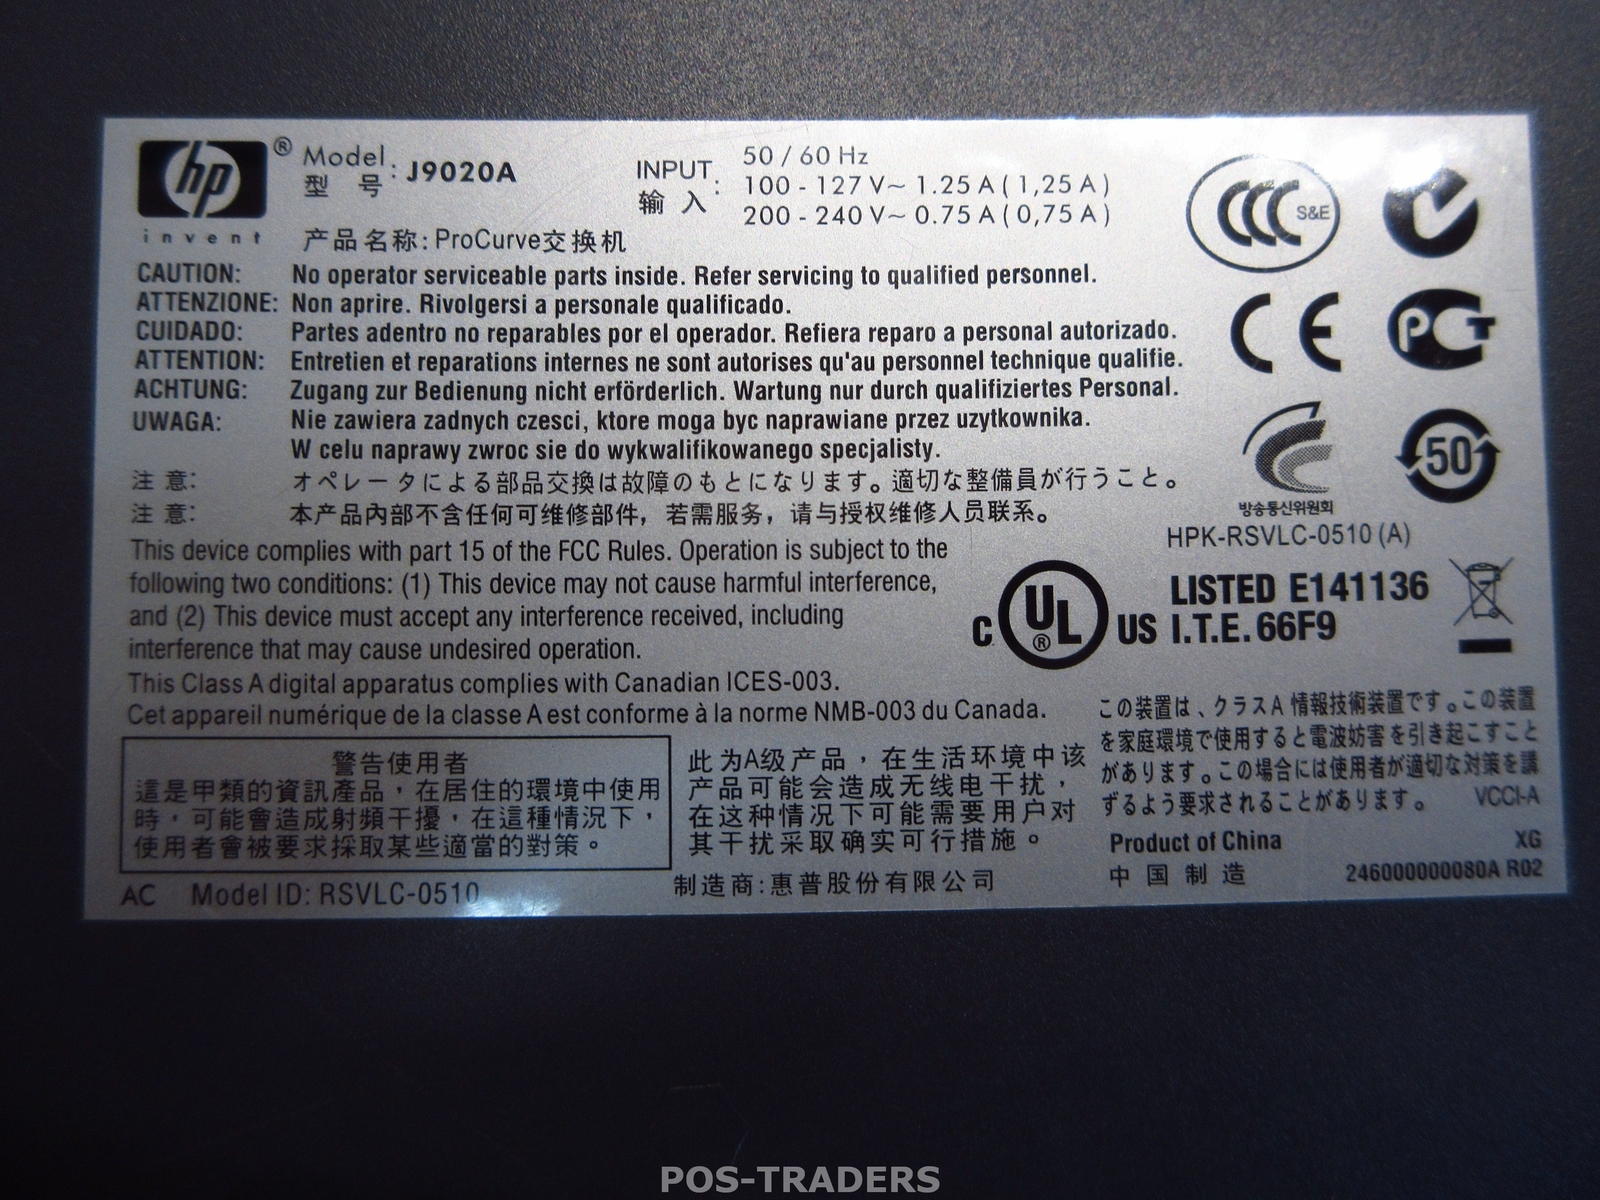 hp ®
invent
Model : J9020A
型 号
产品名称: ProCurve交换机
INPUT : 50 / 60 Hz
输 入 100 - 127 V~ 1.25 A ( 1,25 A )
200 - 240 V~ 0.75 A ( 0,75 A )
CCC S&E
CE
PCT
CAUTION: No operator serviceable parts inside. Refer servicing to qualified personnel.
ATTENZIONE: Non aprire. Rivolgersi a personale qualificado.
CUIDADO: Partes adentro no reparables por el operador. Refiera reparo a personal autorizado.
ATTENTION: Entretien et reparations internes ne sont autorises qu'au personnel technique qualifie.
ACHTUNG: Zugang zur Bedienung nicht erförderlich. Wartung nur durch qualifiziertes Personal.
UWAGA: Nie zawiera zadnych czesci, ktore moga byc naprawiane przez uzytkownika.
W celu naprawy zwroc sie do wykwalifikowanego specjalisty.
注 意: オペレータによる部品交換は故障のもとになります。適切な整備員が行うこと。
注 意: 本产品內部不含任何可维修部件，若需服务，请与授权维修人员联系。
50
방송통신위원회
HPK-RSVLC-0510 (A)
This device complies with part 15 of the FCC Rules. Operation is subject to the
following two conditions: (1) This device may not cause harmful interference,
and (2) This device must accept any interference received, including
interference that may cause undesired operation.
This Class A digital apparatus complies with Canadian ICES-003.
Cet appareil numérique de la classe A est conforme à la norme NMB-003 du Canada.
C UL ® US
LISTED E141136
I.T.E. 66F9
警告使用者
這是甲類的資訊產品，在居住的環境中使用
時，可能會造成射頻干擾，在這種情況下，
使用者會被要求採取某些適當的對策。
此为A级产品，在生活环境中该
产品可能会造成无线电干扰，
在这种情况下可能需要用户对
其干扰采取确实可行措施。
この装置は、クラスA 情報技術装置です。この装置
を家庭環境で使用すると電波妨害を引き起こすこと
があります。この場合には使用者が適切な対策を講
ずるよう要求されることがあります。 VCCI-A
Product of China XG
中 国 制 造 246000000080A R02
AC Model ID: RSVLC-0510
制造商:惠普股份有限公司
POS-TRADERS